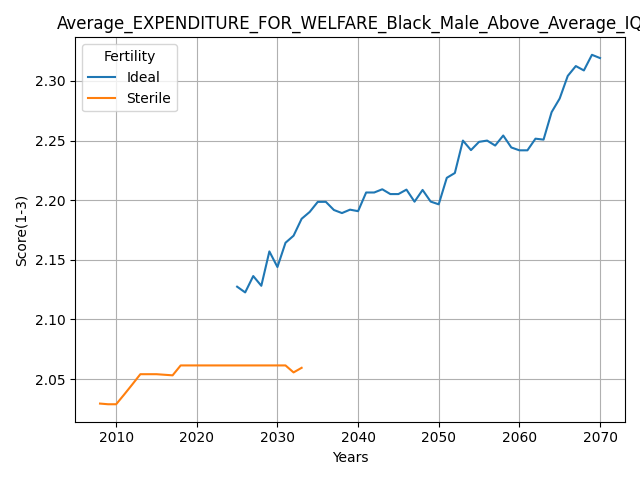 Average_EXPENDITURE_FOR_WELFARE_Black_Male_Above_Average_IQ
Fertility
Ideal
Sterile
Score(1-3)
2.30
2.25
2.20
2.15
2.10
2.05
2010 2020 2030 2040 2050 2060 2070
Years